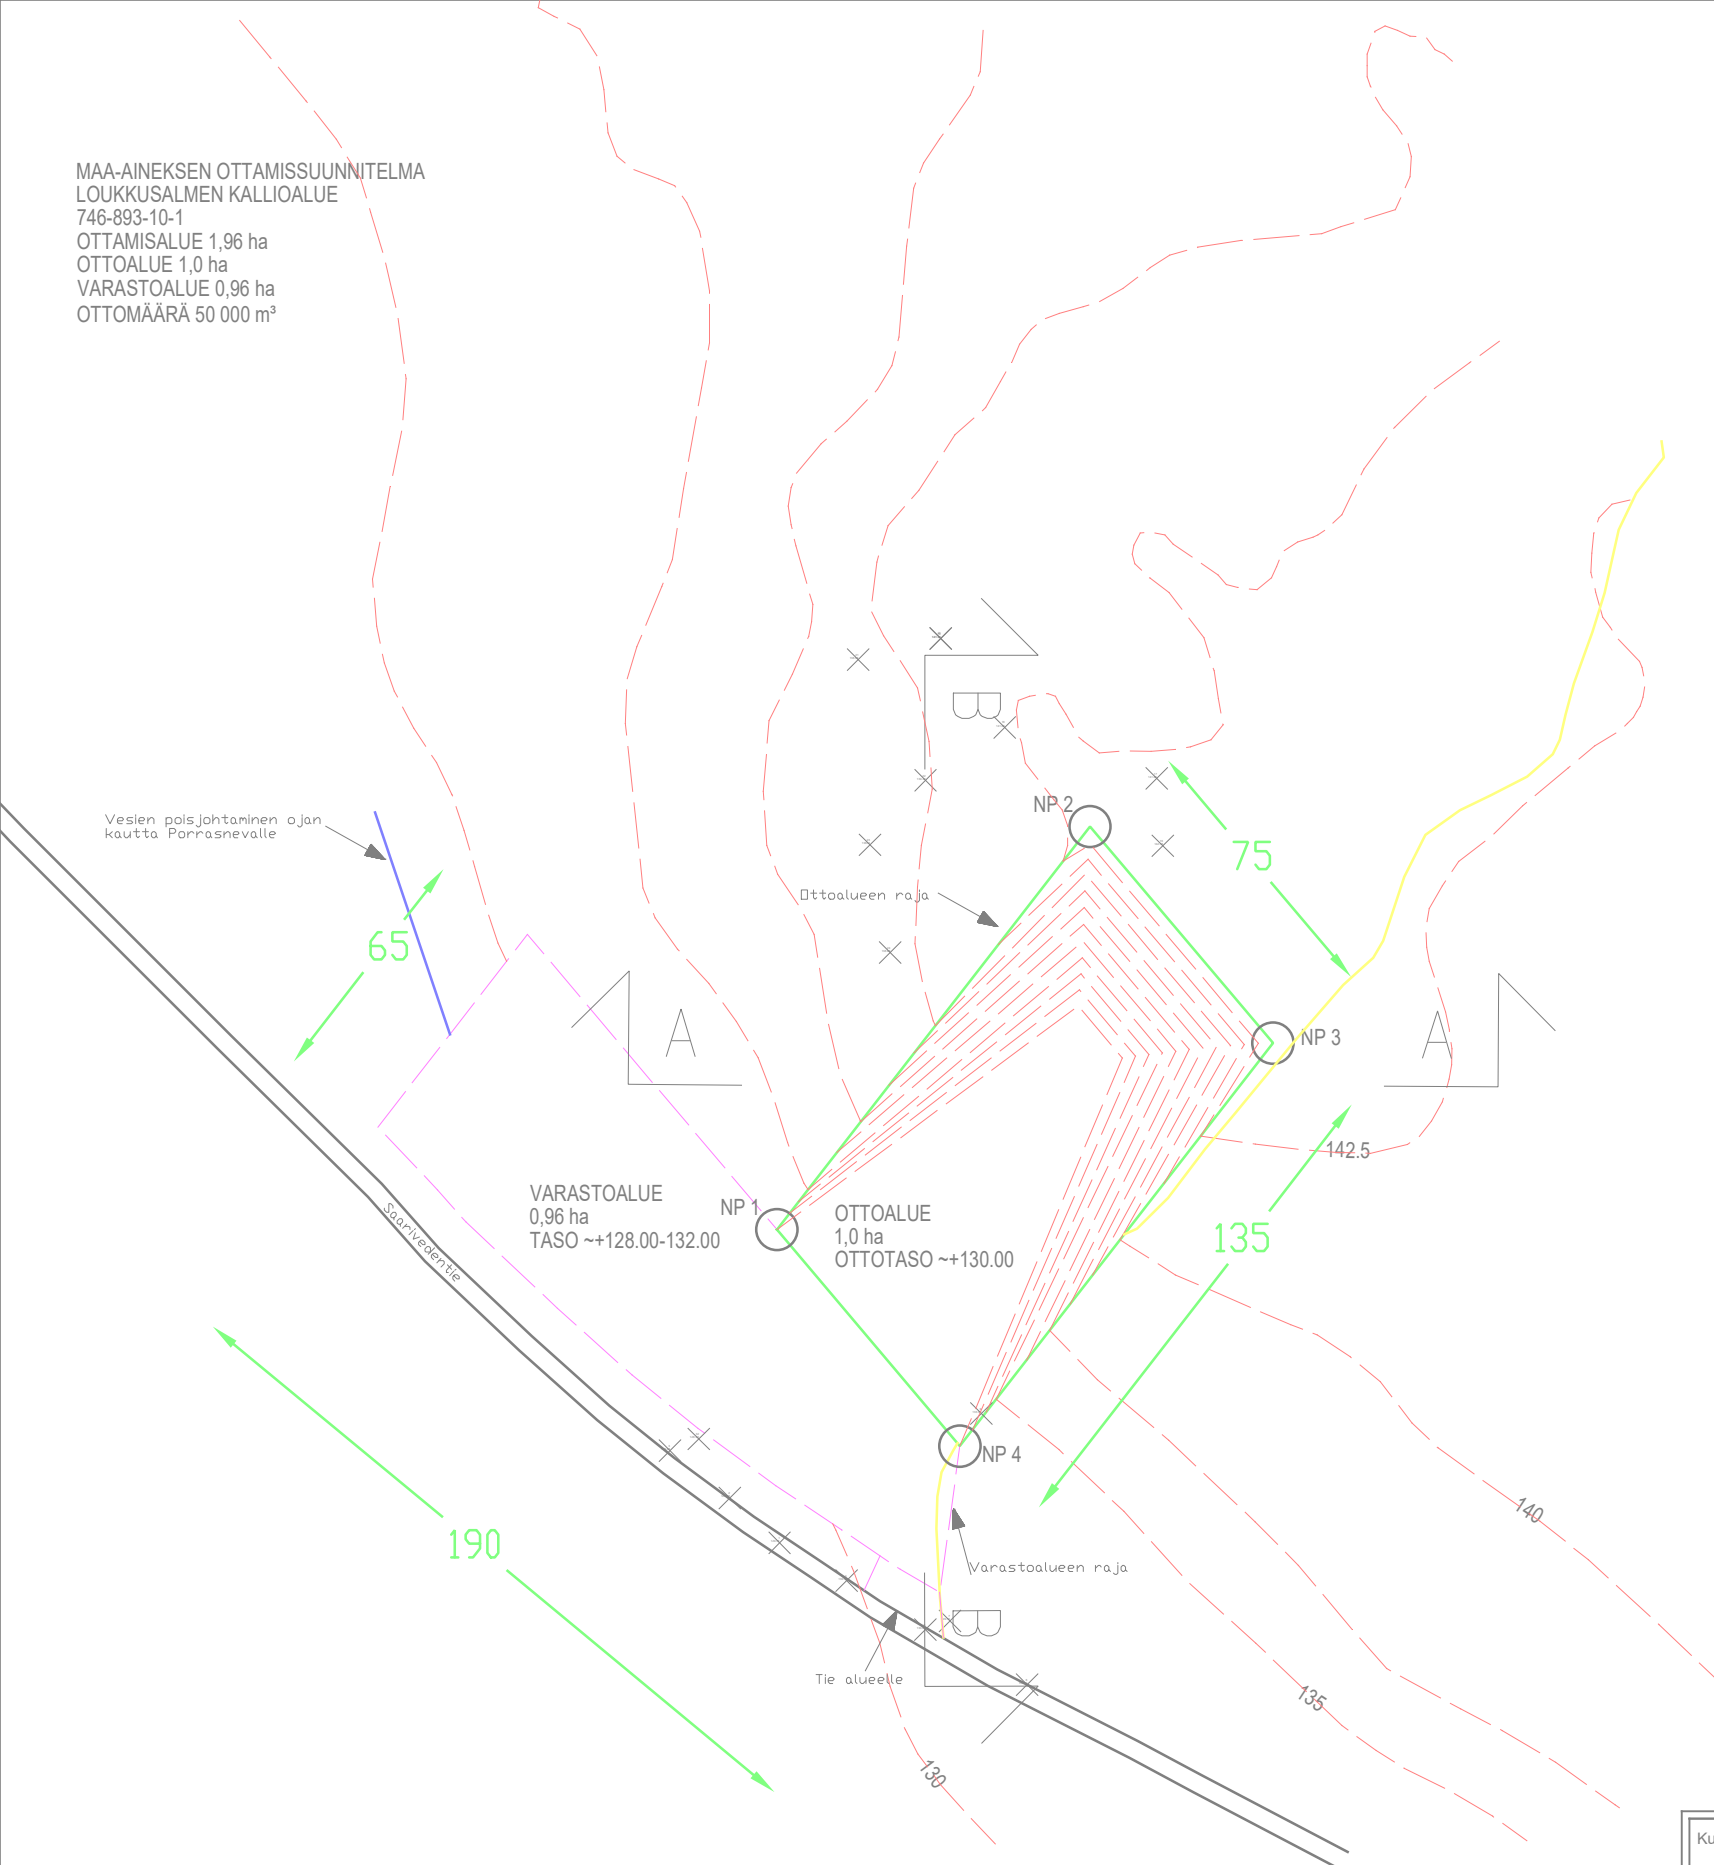 MAA-AINEKSEN OTTAMISSUUNNITELMA
LOUKKUSALMEN KALLIOALUE
746-893-10-1
OTTAMISALUE 1,96 ha
OTTOALUE 1,0 ha
VARASTOALUE 0,96 ha
OTTOMÄÄRÄ 50 000 m³
B
NP 2
75
Vesien poisjohtaminen ojan
kautta Porrasnevalle
Ottoalueen raja
65
A
A
NP 3
142.5
VARASTOALUE
0,96 ha
TASO ~+128.00-132.00
NP 1
OTTOALUE
1,0 ha
OTTOTASO ~+130.00
Saarivedentie
135
NP 4
140
190
Varastoalueen raja
B
Tie alueelle
135
130
Ku